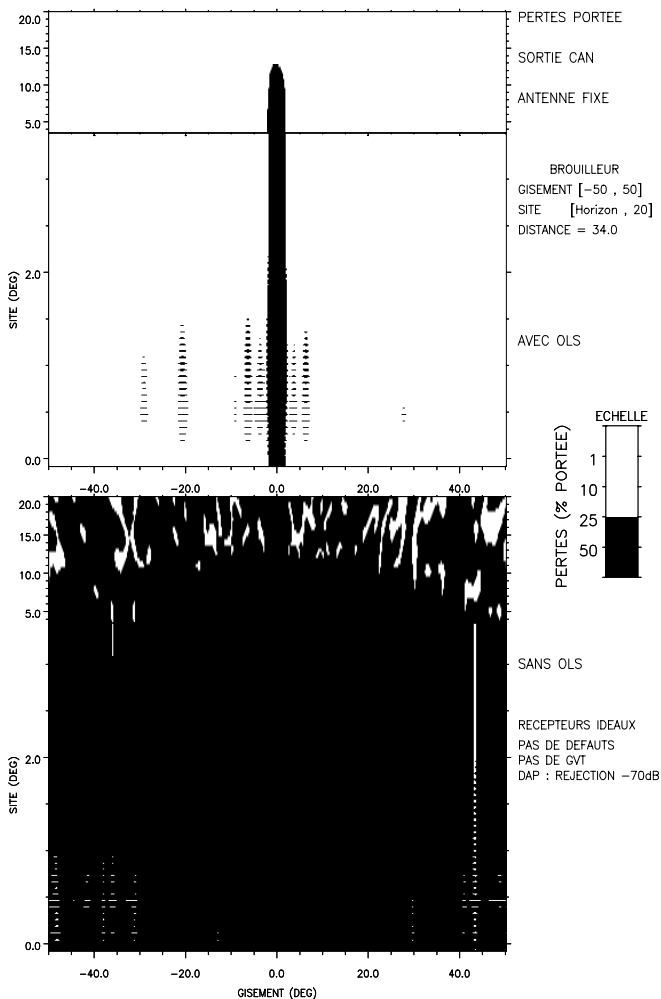 PERTES PORTEE
SORTIE CAN
ANTENNE FIXE
20.0
15.0
10.0
5.0
BROUILLEUR
GISEMENT [-50 , 50]
SITE [Horizon , 20]
DISTANCE = 34.0
2.0
SITE (DEG)
AVEC OLS
0.0
-40.0 -20.0 0.0 20.0 40.0
ECHELLE
PERTES (% PORTEE)
1
10
25
50
20.0
15.0
10.0
5.0
SANS OLS
RECEPTEURS IDEAUX
PAS DE DEFAUTS
PAS DE GVT
DAP : REJECTION -70dB
2.0
SITE (DEG)
0.0
-40.0 -20.0 0.0 20.0 40.0
GISEMENT (DEG)